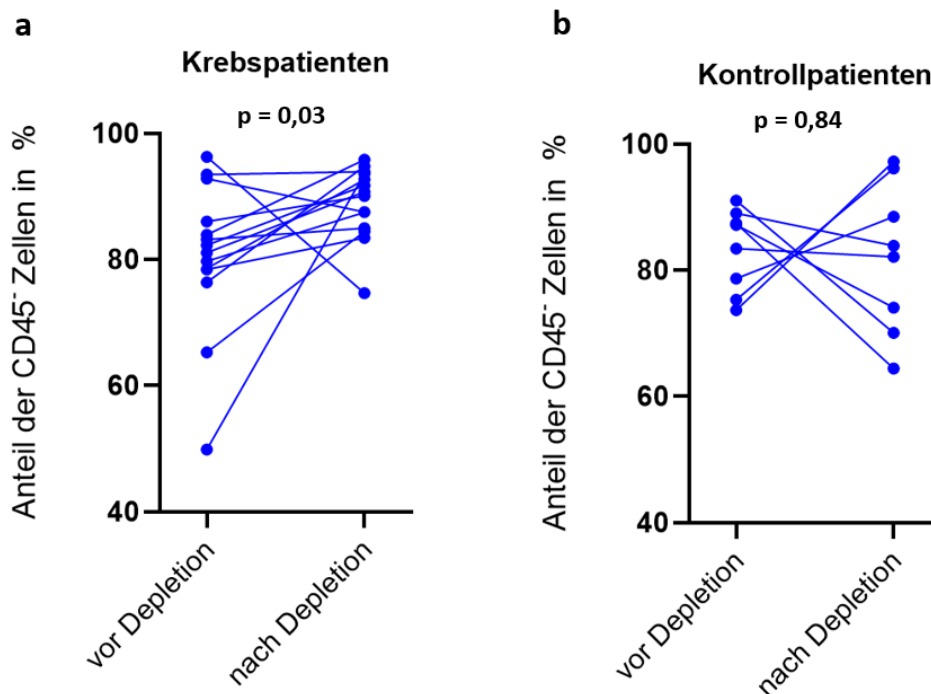 a
Krebspatienten
p = 0,03
Anteil der CD45⁻ Zellen in %
100
80
60
40
vor Depletion
nach Depletion
b
Kontrollpatienten
p = 0,84
Anteil der CD45⁻ Zellen in %
100
80
60
40
vor Depletion
nach Depletion